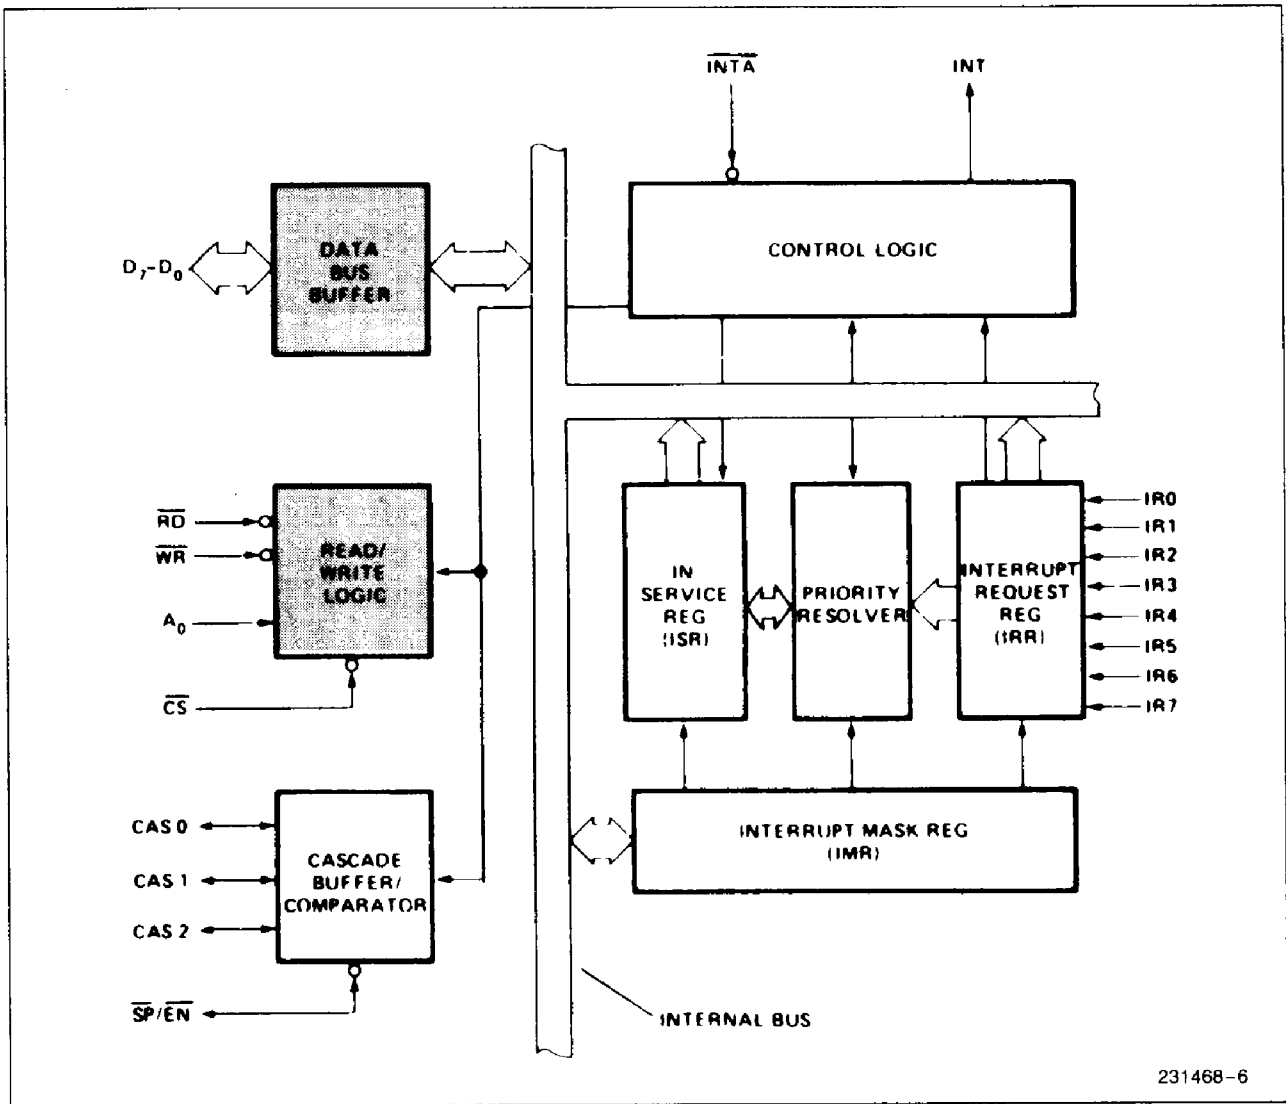 INTA
INT
CONTROL LOGIC
D7-D0
DATA
BUS
BUFFER
RD
WR
A0
CS
READ/
WRITE
LOGIC
IN
SERVICE
REG
(ISR)
PRIORITY
RESOLVER
INTERRUPT
REQUEST
REG
(IRR)
IR0
IR1
IR2
IR3
IR4
IR5
IR6
IR7
CAS 0
CAS 1
CAS 2
SP/EN
CASCADE
BUFFER/
COMPARATOR
INTERRUPT MASK REG
(IMR)
INTERNAL BUS
231468-6